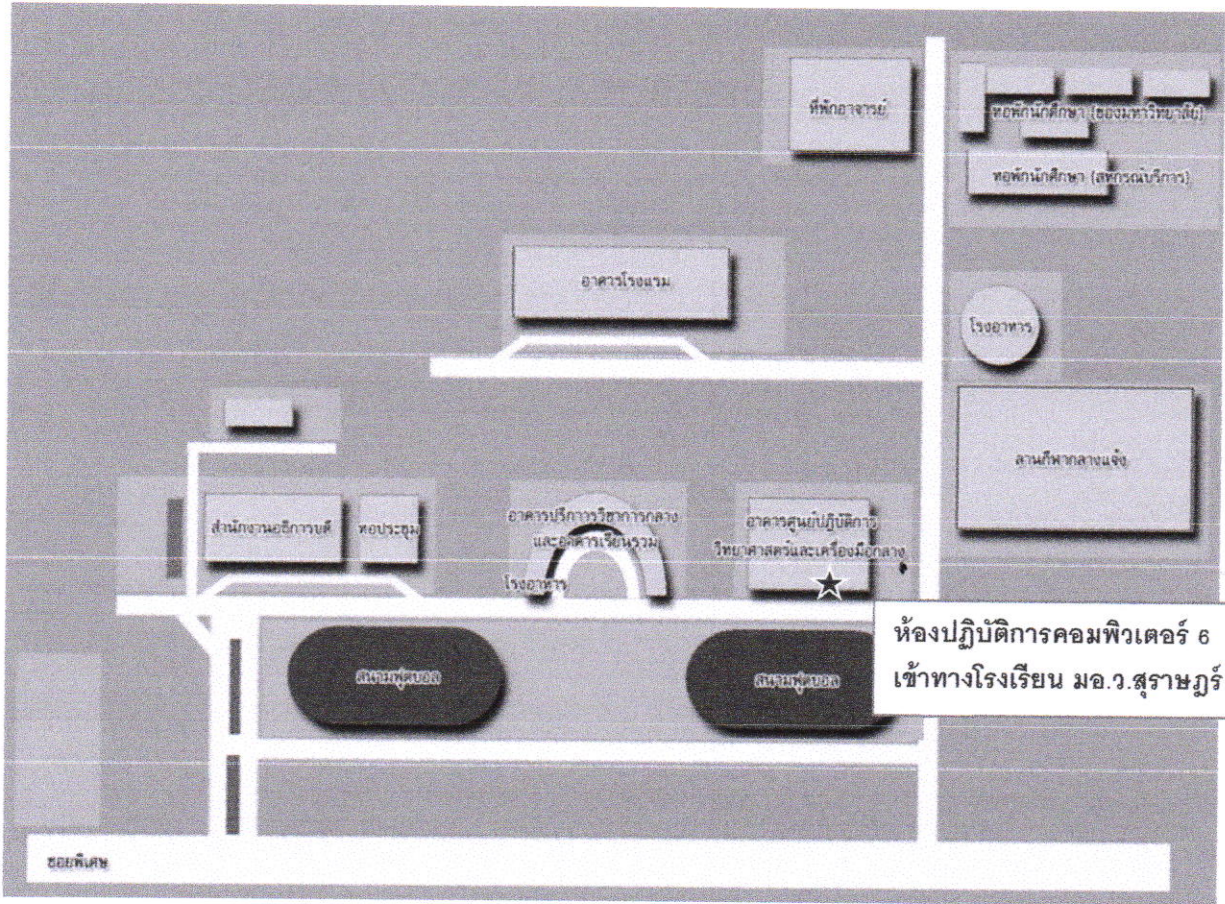 ที่พักอาจารย์
หอพักนักศึกษา (ของมหาวิทยาลัย)
หอพักนักศึกษา (สหกรณ์บริการ)
อาคารโรงแรม
โรงอาหาร
ลานกีฬากลางแจ้ง
สำนักงานอธิการบดี
หอประชุม
อาคารบริการวิชาการกลาง
และอาคารเรียนรวม
โรงอาหาร
อาคารศูนย์ปฏิบัติการ
วิทยาศาสตร์และเครื่องมือกลาง
ห้องปฏิบัติการคอมพิวเตอร์ 6
เข้าทางโรงเรียน มอ.ว.สุราษฎร์
สนามฟุตบอล
สนามฟุตบอล
ซอยพิเศษ